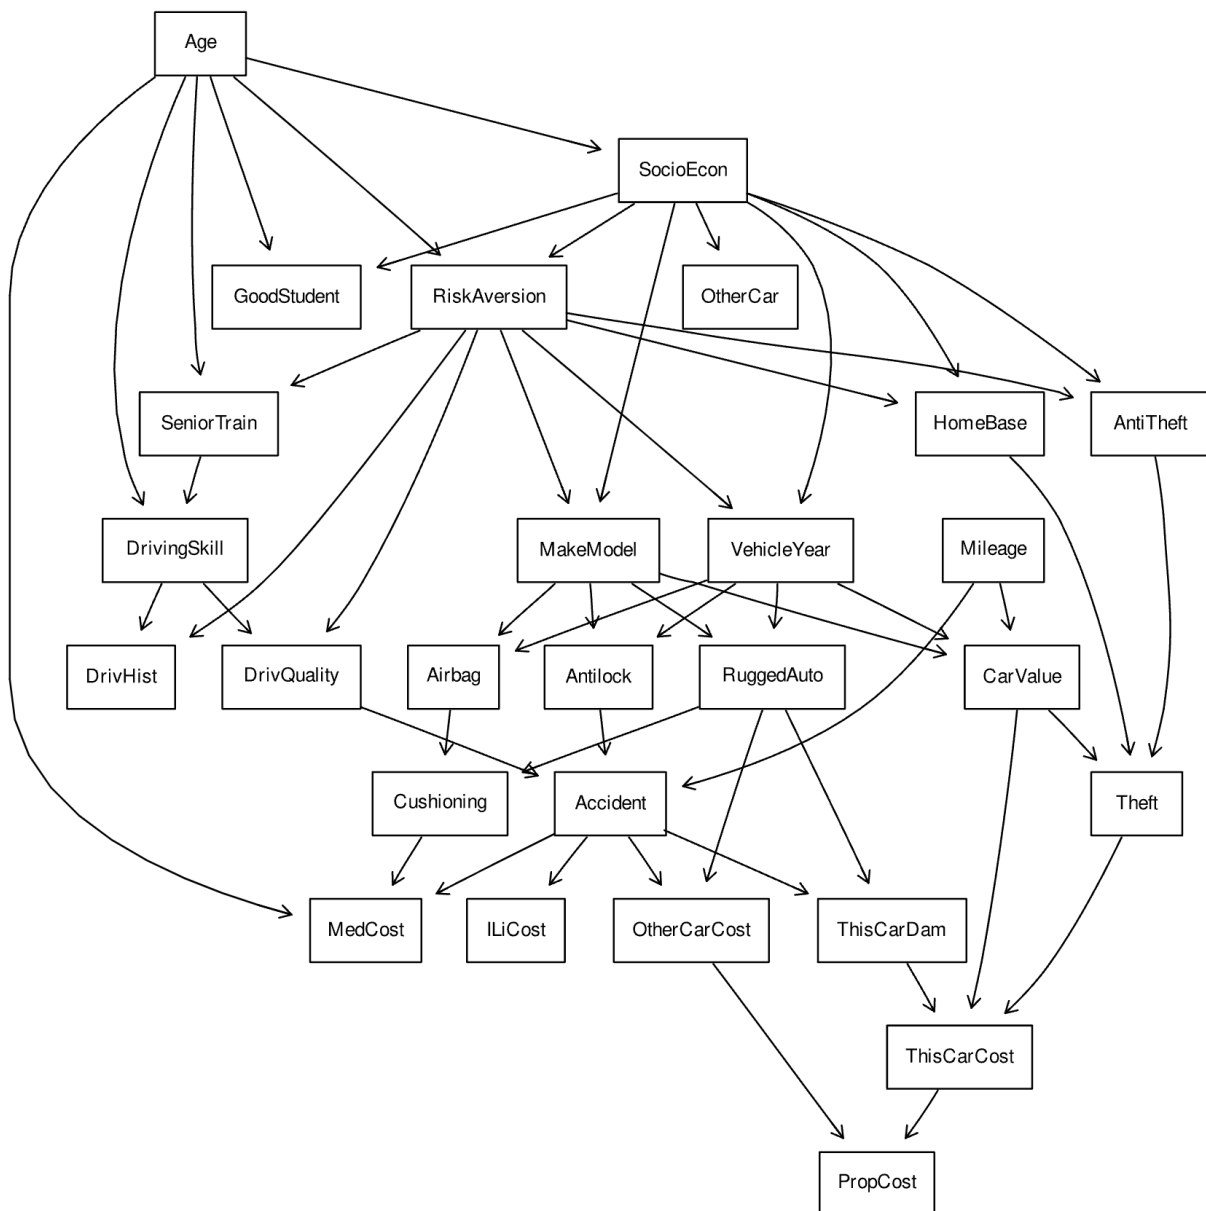 Age
SocioEcon
GoodStudent
RiskAversion
OtherCar
SeniorTrain
HomeBase
AntiTheft
DrivingSkill
MakeModel
VehicleYear
Mileage
DrivHist
DrivQuality
Airbag
Antilock
RuggedAuto
CarValue
Cushioning
Accident
Theft
MedCost
ILiCost
OtherCarCost
ThisCarDam
ThisCarCost
PropCost